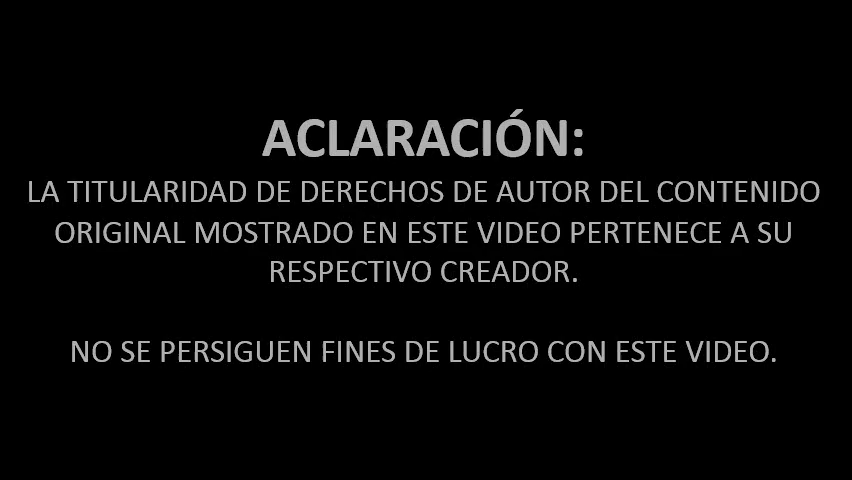 ACLARACIÓN:
LA TITULARIDAD DE DERECHOS DE AUTOR DEL CONTENIDO
ORIGINAL MOSTRADO EN ESTE VIDEO PERTENECE A SU
RESPECTIVO CREADOR.
NO SE PERSIGUEN FINES DE LUCRO CON ESTE VIDEO.